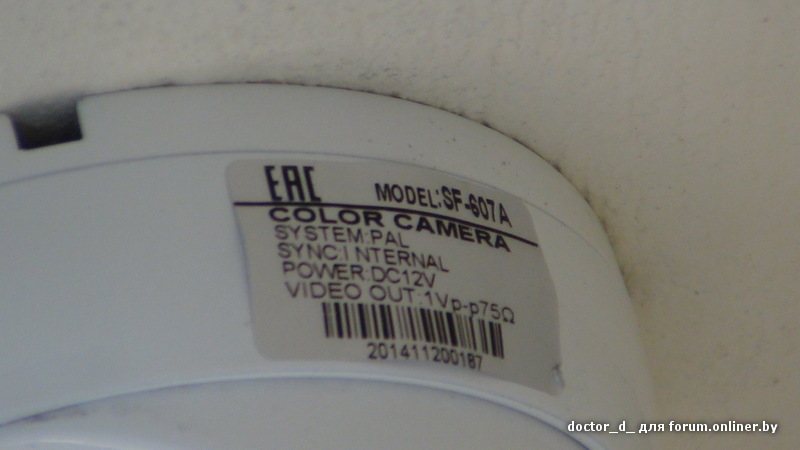 EAC MODEL:SF-607A
COLOR CAMERA
SYSTEM:PAL
SYNC:I NTERNAL
POWER:DC12V
VIDEO OUT:1Vp-p75Ω
201411200187
doctor_d_ для forum.onliner.by